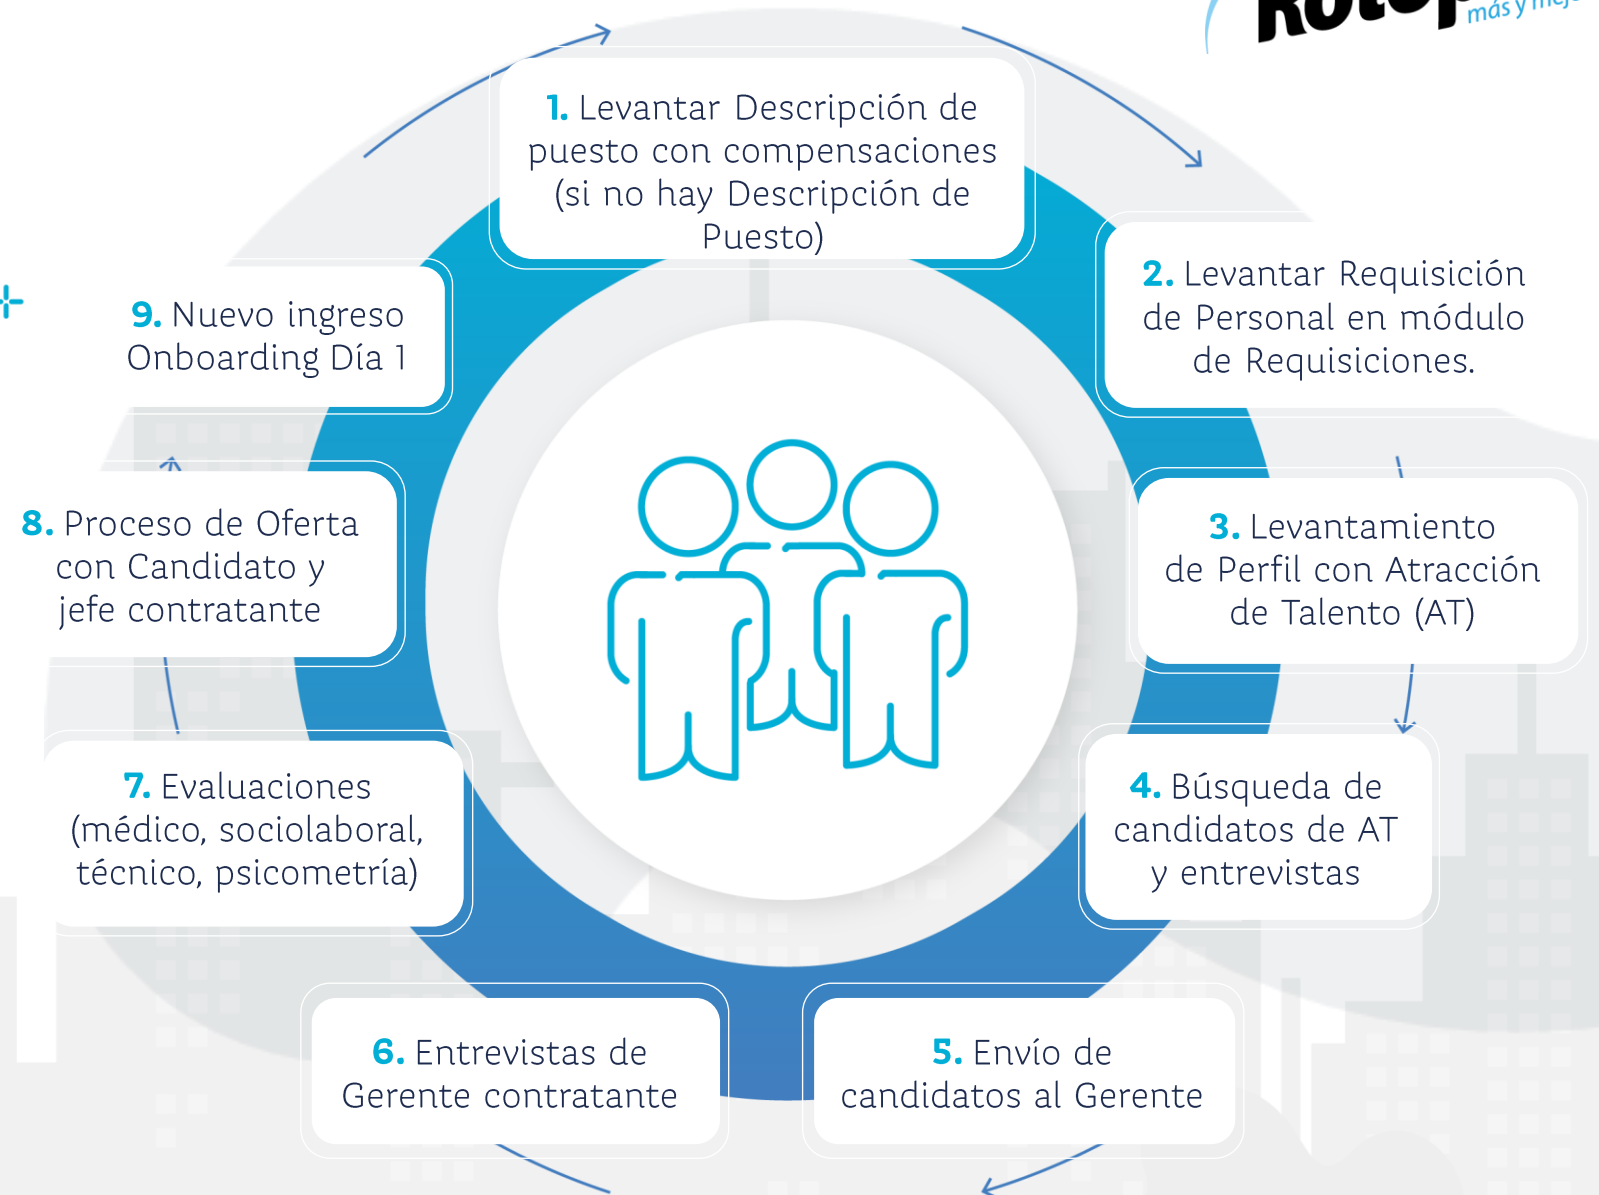 más y
1. Levantar Descripción de
puesto con compensaciones
(si no hay Descripción de
Puesto)
2. Levantar Requisición
de Personal en módulo
de Requisiciones.
3. Levantamiento
de Perfil con Atracción
de Talento (AT)
4. Búsqueda de
candidatos de AT
y entrevistas
5. Envío de
candidatos al Gerente
6. Entrevistas de
Gerente contratante
7. Evaluaciones
(médico, sociolaboral,
técnico, psicometría)
8. Proceso de Oferta
con Candidato y
jefe contratante
9. Nuevo ingreso
Onboarding Día 1